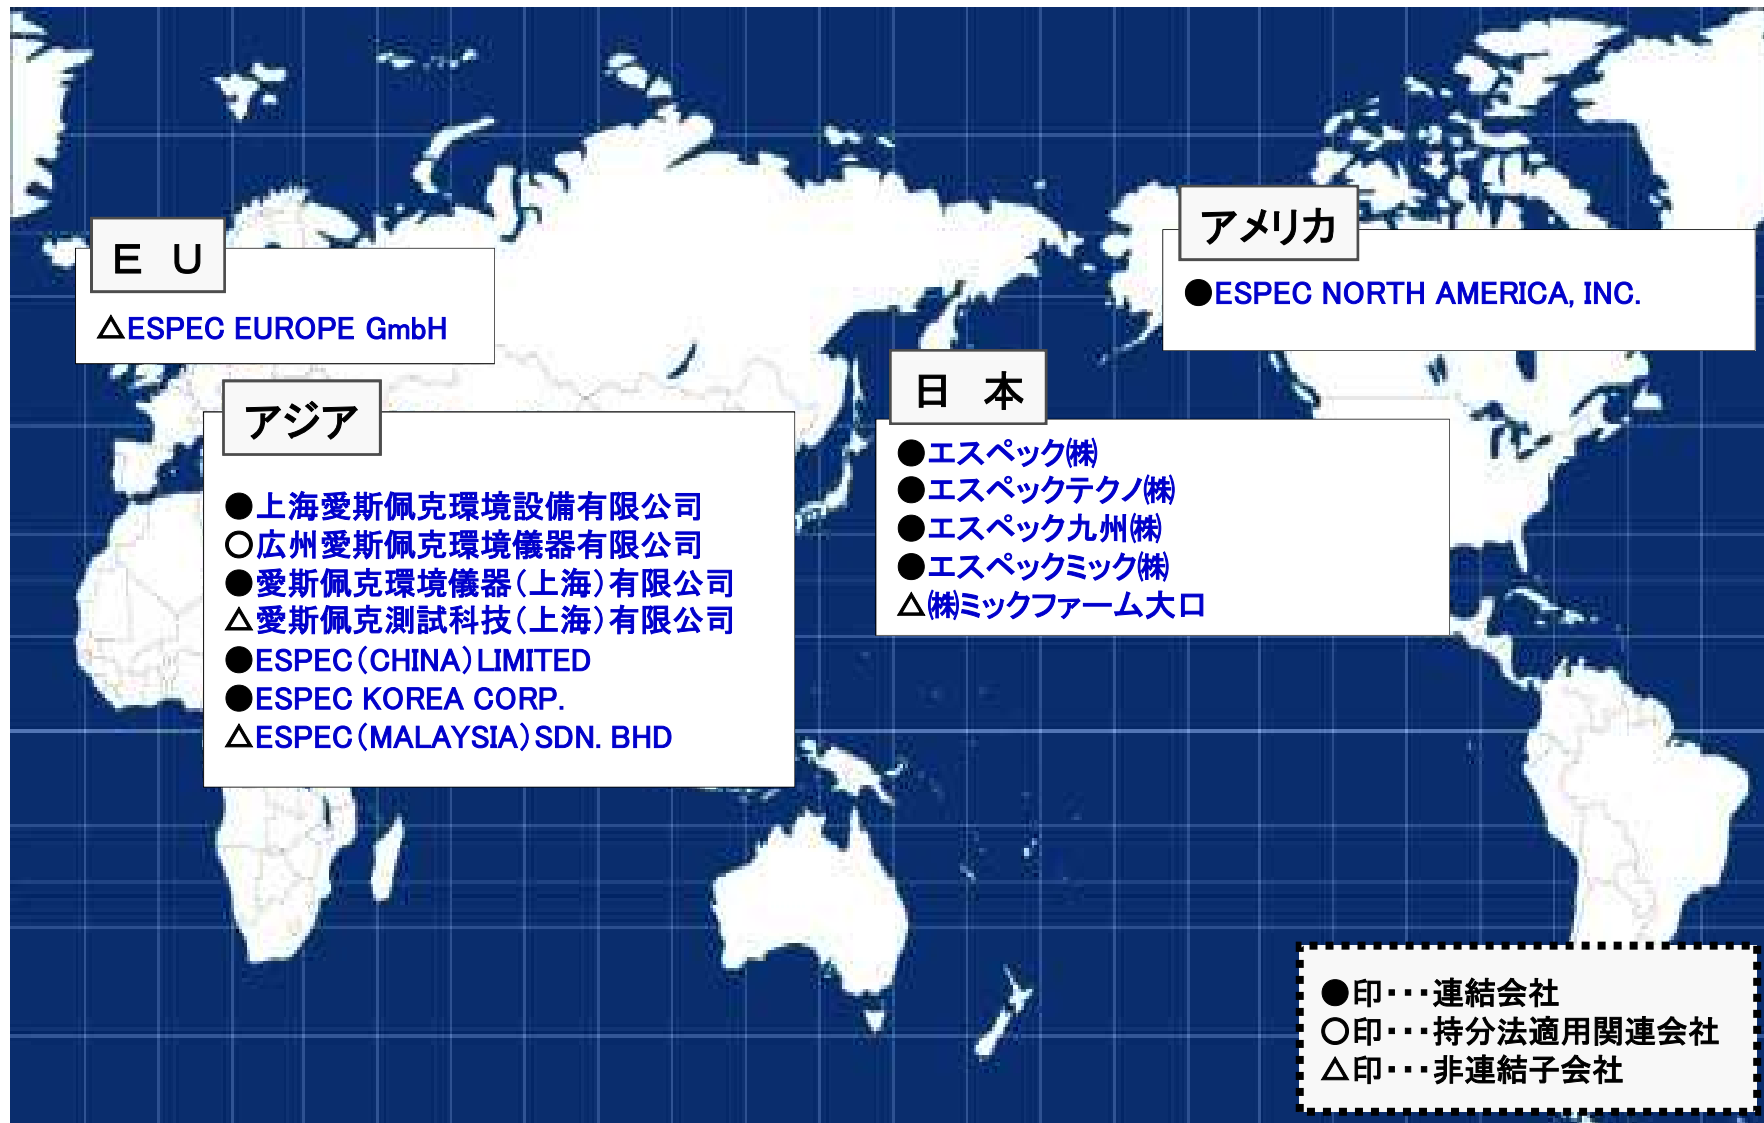 EU
△ESPEC EUROPE GmbH
アジア
●上海愛斯佩克環境設備有限公司
○広州愛斯佩克環境儀器有限公司
●愛斯佩克環境儀器（上海）有限公司
△愛斯佩克測試科技（上海）有限公司
●ESPEC（CHINA）LIMITED
●ESPEC KOREA CORP.
△ESPEC（MALAYSIA）SDN. BHD
日本
●エスペック㈱
●エスペックテクノ㈱
●エスペック九州㈱
●エスペックミック㈱
△㈱ミックファーム大口
アメリカ
●ESPEC NORTH AMERICA, INC.
●印・・・連結会社
○印・・・持分法適用関連会社
△印・・・非連結子会社